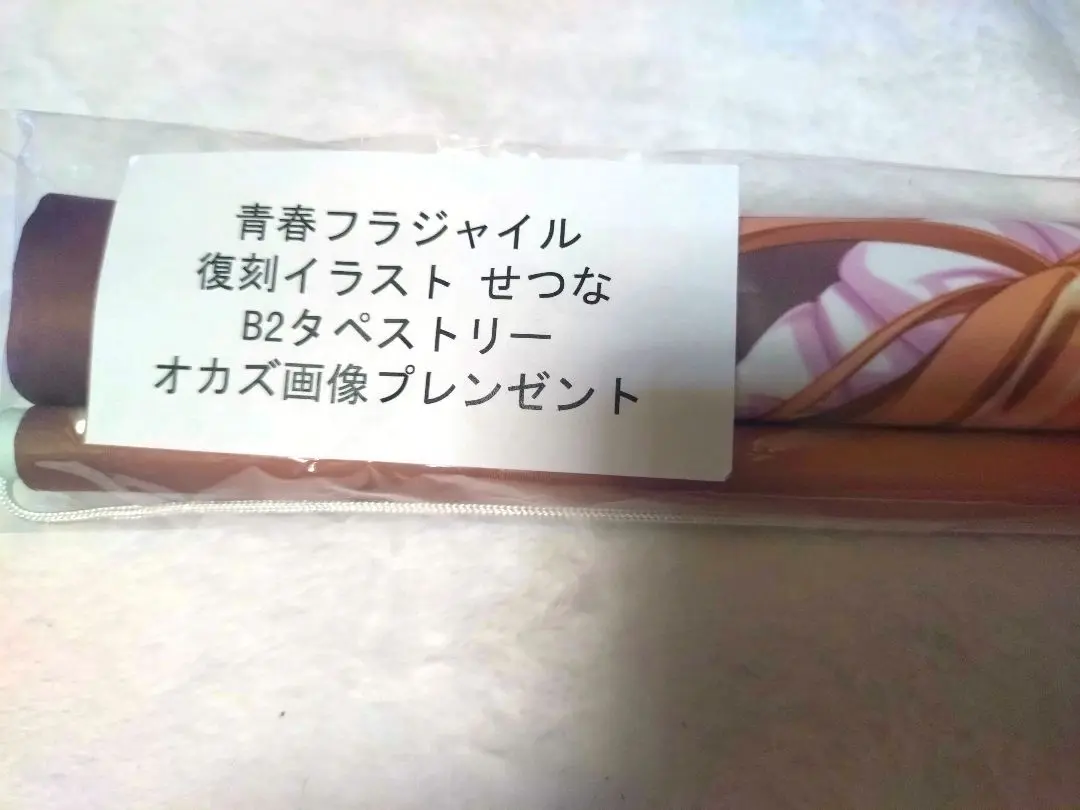 青春フラジャイル
復刻イラスト せつな
B2タペストリー
オカズ画像プレンゼント